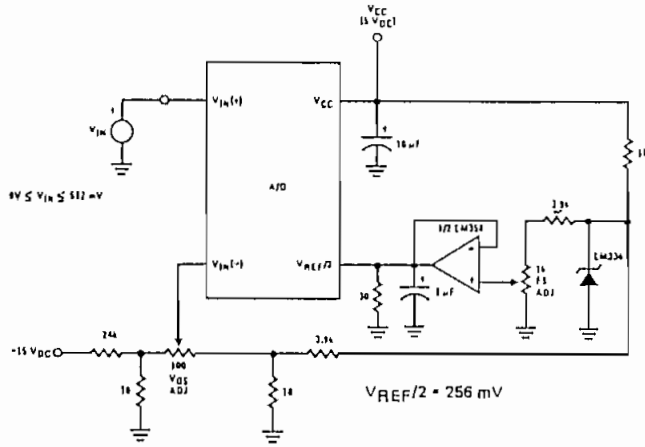 VCC
(5 VDC)
VIN(+)
VCC
+
VIN
+
10 µF
A/D
0V ≤ VIN ≤ 512 mV
3.9k
1/2 LM358
LM336
VIN(-)
VREF/2
-
+
1k
FS
ADJ
+
1 µF
24k
3.9k
-15 VDC
100
VOS
ADJ
VREF/2 = 256 mV